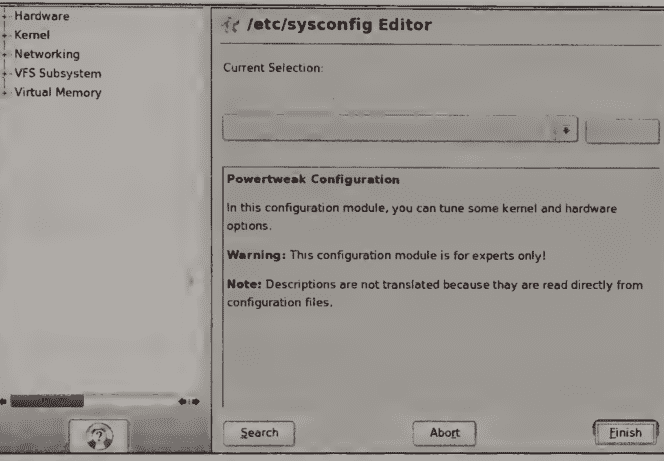 Hardware
Kernel
Networking
VFS Subsystem
Virtual Memory
/etc/sysconfig Editor
Current Selection:
Powertweak Configuration
In this configuration module, you can tune some kernel and hardware
options.
Warning: This configuration module is for experts only!
Note: Descriptions are not translated because thay are read directly from
configuration files.
Search
Abort
Finish